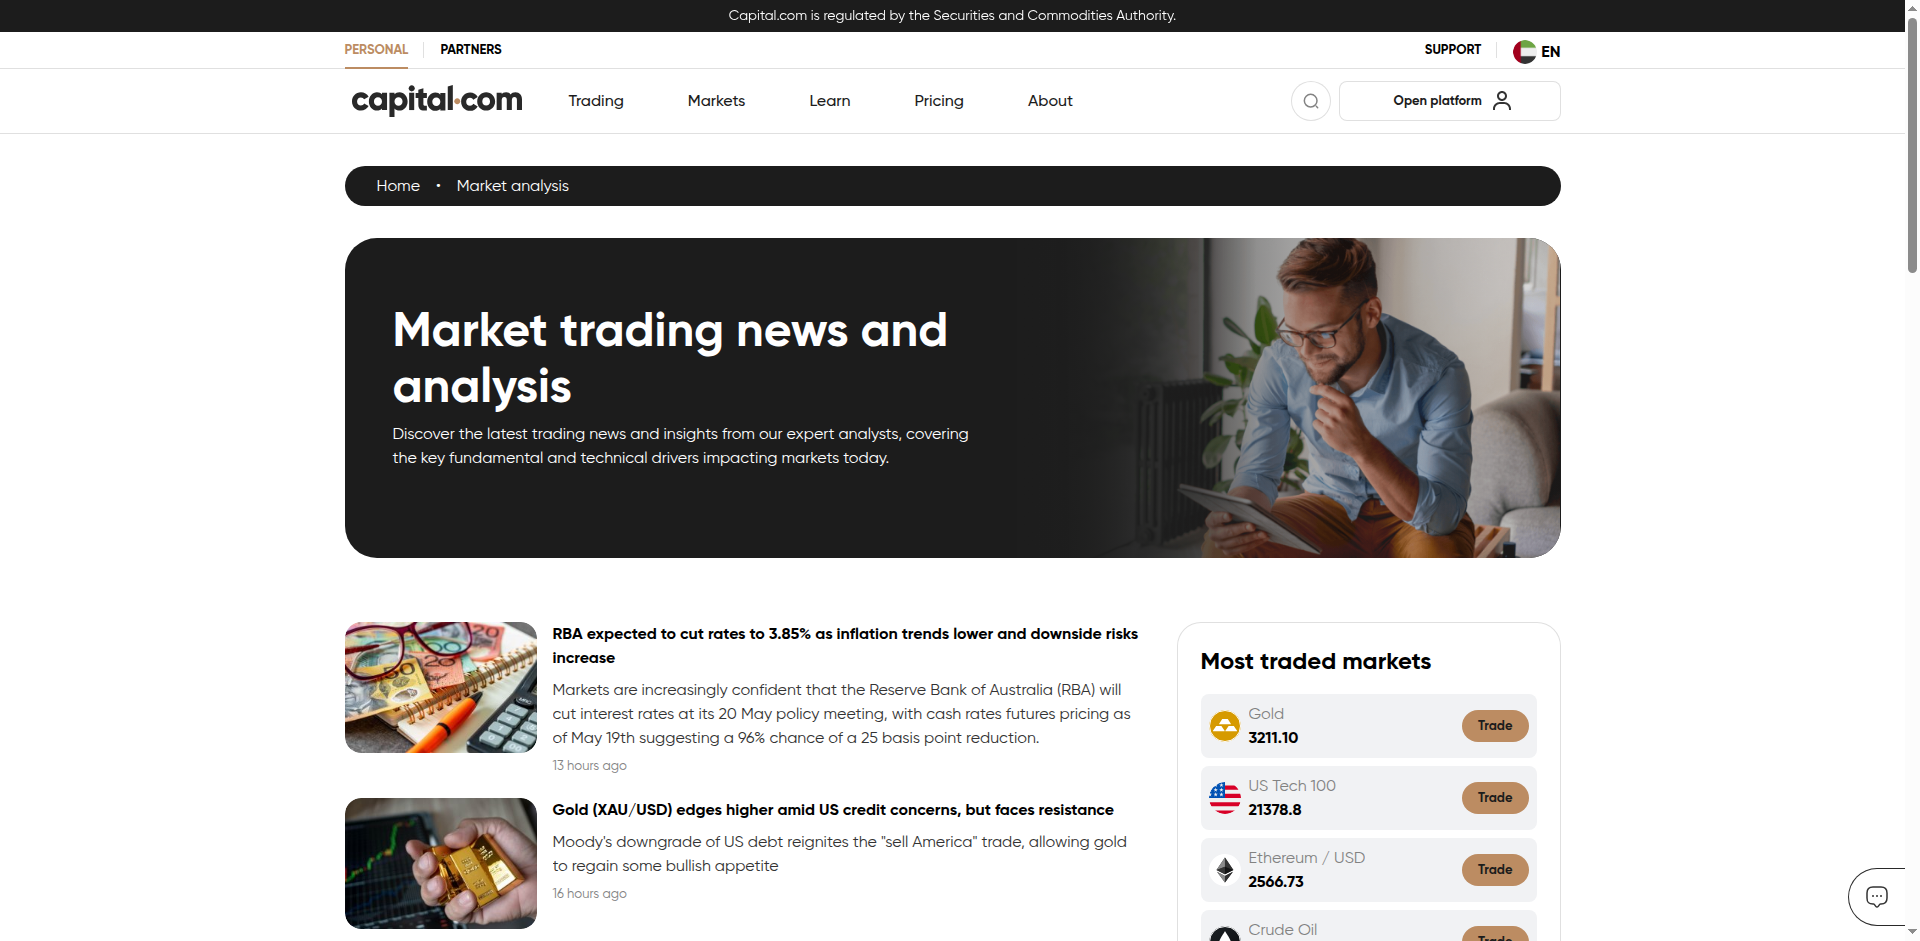 Capital.com is regulated by the Securities and Commodities Authority.
PERSONAL
PARTNERS
SUPPORT
EN
capital.com
Trading
Markets
Learn
Pricing
About
Open platform
Home • Market analysis
Market trading news and
analysis
Discover the latest trading news and insights from our expert analysts, covering
the key fundamental and technical drivers impacting markets today.
RBA expected to cut rates to 3.85% as inflation trends lower and downside risks
increase
Markets are increasingly confident that the Reserve Bank of Australia (RBA) will
cut interest rates at its 20 May policy meeting, with cash rates futures pricing as
of May 19th suggesting a 96% chance of a 25 basis point reduction.
13 hours ago
Gold (XAU/USD) edges higher amid US credit concerns, but faces resistance
Moody's downgrade of US debt reignites the "sell America" trade, allowing gold
to regain some bullish appetite
16 hours ago
Most traded markets
Gold
3211.10
Trade
US Tech 100
21378.8
Trade
Ethereum / USD
2566.73
Trade
Crude Oil
Trade